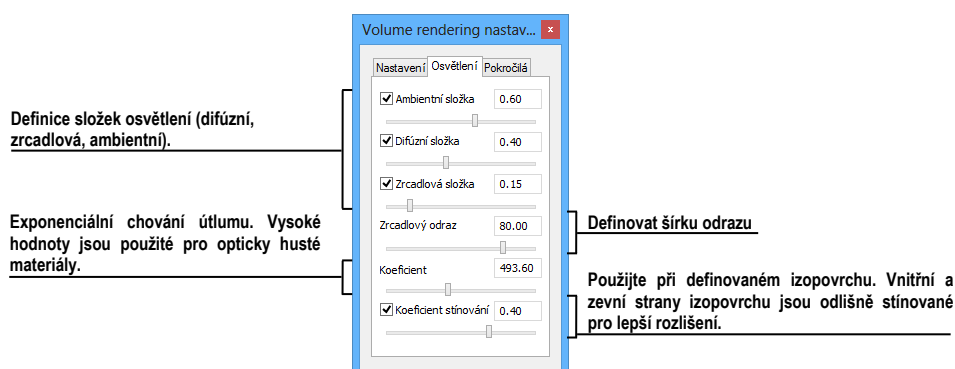 Volume rendering nastav... x
Nastavení Osvětlení Pokročilá
Ambientní složka 0.60
Difúzní složka 0.40
Zrcadlová složka 0.15
Zrcadlový odraz 80.00
Koeficient 493.60
Koeficient stínování 0.40
Definice složek osvětlení (difúzní,
zrcadlová, ambientní).
Exponenciální chování útlumu. Vysoké
hodnoty jsou použité pro opticky husté
materiály.
Definovat šírku odrazu
Použijte při definovaném izopovrchu. Vnitřní a
zevní strany izopovrchu jsou odlišně stínované
pro lepší rozlišení.